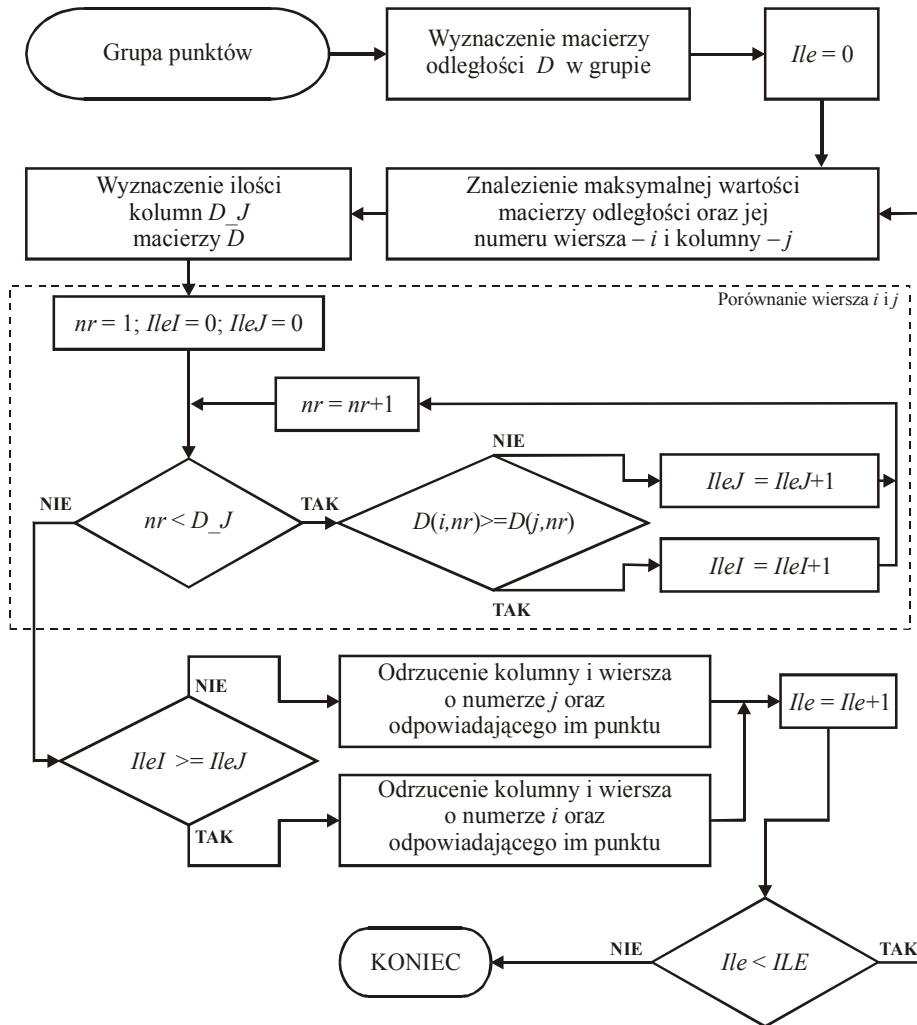 Grupa punktów
Wyznaczenie macierzy
odległości D w grupie
Ile = 0
Wyznaczenie ilości
kolumn D_J
macierzy D
Znalezienie maksymalnej wartości
macierzy odległości oraz jej
numeru wiersza – i i kolumny – j
Porównanie wiersza i i j
nr = 1; IleI = 0; IleJ = 0
nr = nr+1
NIE
IleJ = IleJ+1
NIE
nr < D_J
TAK
D(i,nr)>=D(j,nr)
IleI = IleI+1
TAK
NIE
Odrzucenie kolumny i wiersza
o numerze j oraz
odpowiadającego im punktu
Ile = Ile+1
IleI >= IleJ
TAK
Odrzucenie kolumny i wiersza
o numerze i oraz
odpowiadającego im punktu
KONIEC
NIE
Ile < ILE
TAK